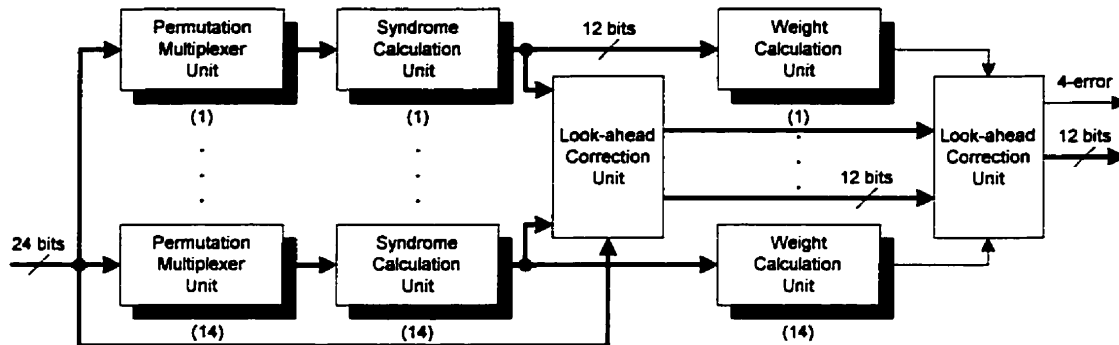 Permutation
Multiplexer
Unit
(1)
Syndrome
Calculation
Unit
(1)
12 bits
Weight
Calculation
Unit
(1)
4-error
12 bits
Look-ahead
Correction
Unit
12 bits
Look-ahead
Correction
Unit
24 bits
Permutation
Multiplexer
Unit
(14)
Syndrome
Calculation
Unit
(14)
Weight
Calculation
Unit
(14)